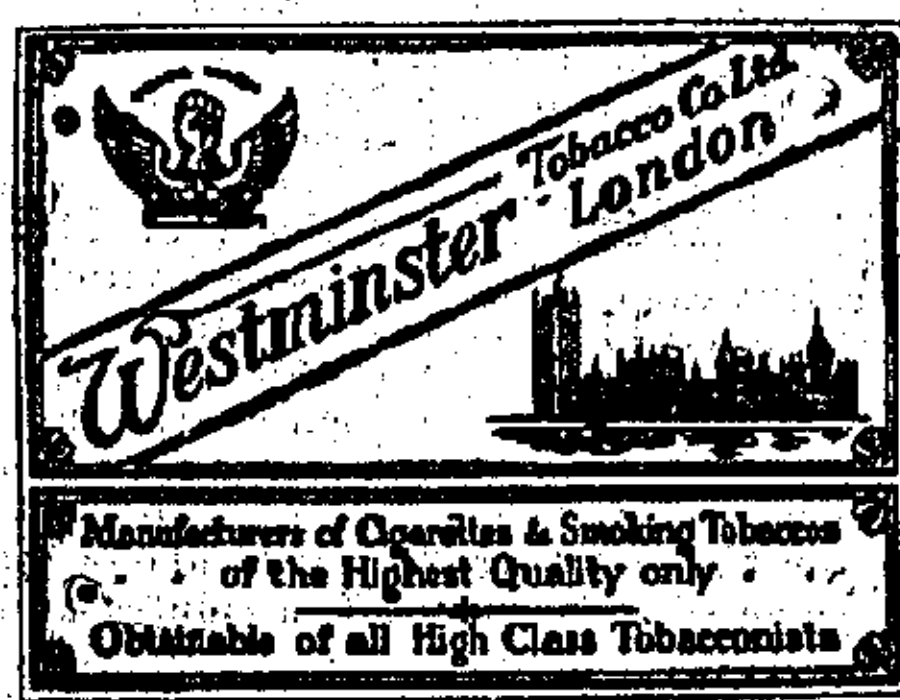 Westminster Tobacco Co. Ltd.
London
Manufacturers of Cigarettes & Smoking Tobaccos
of the Highest Quality only
Obtainable of all High Class Tobacconists